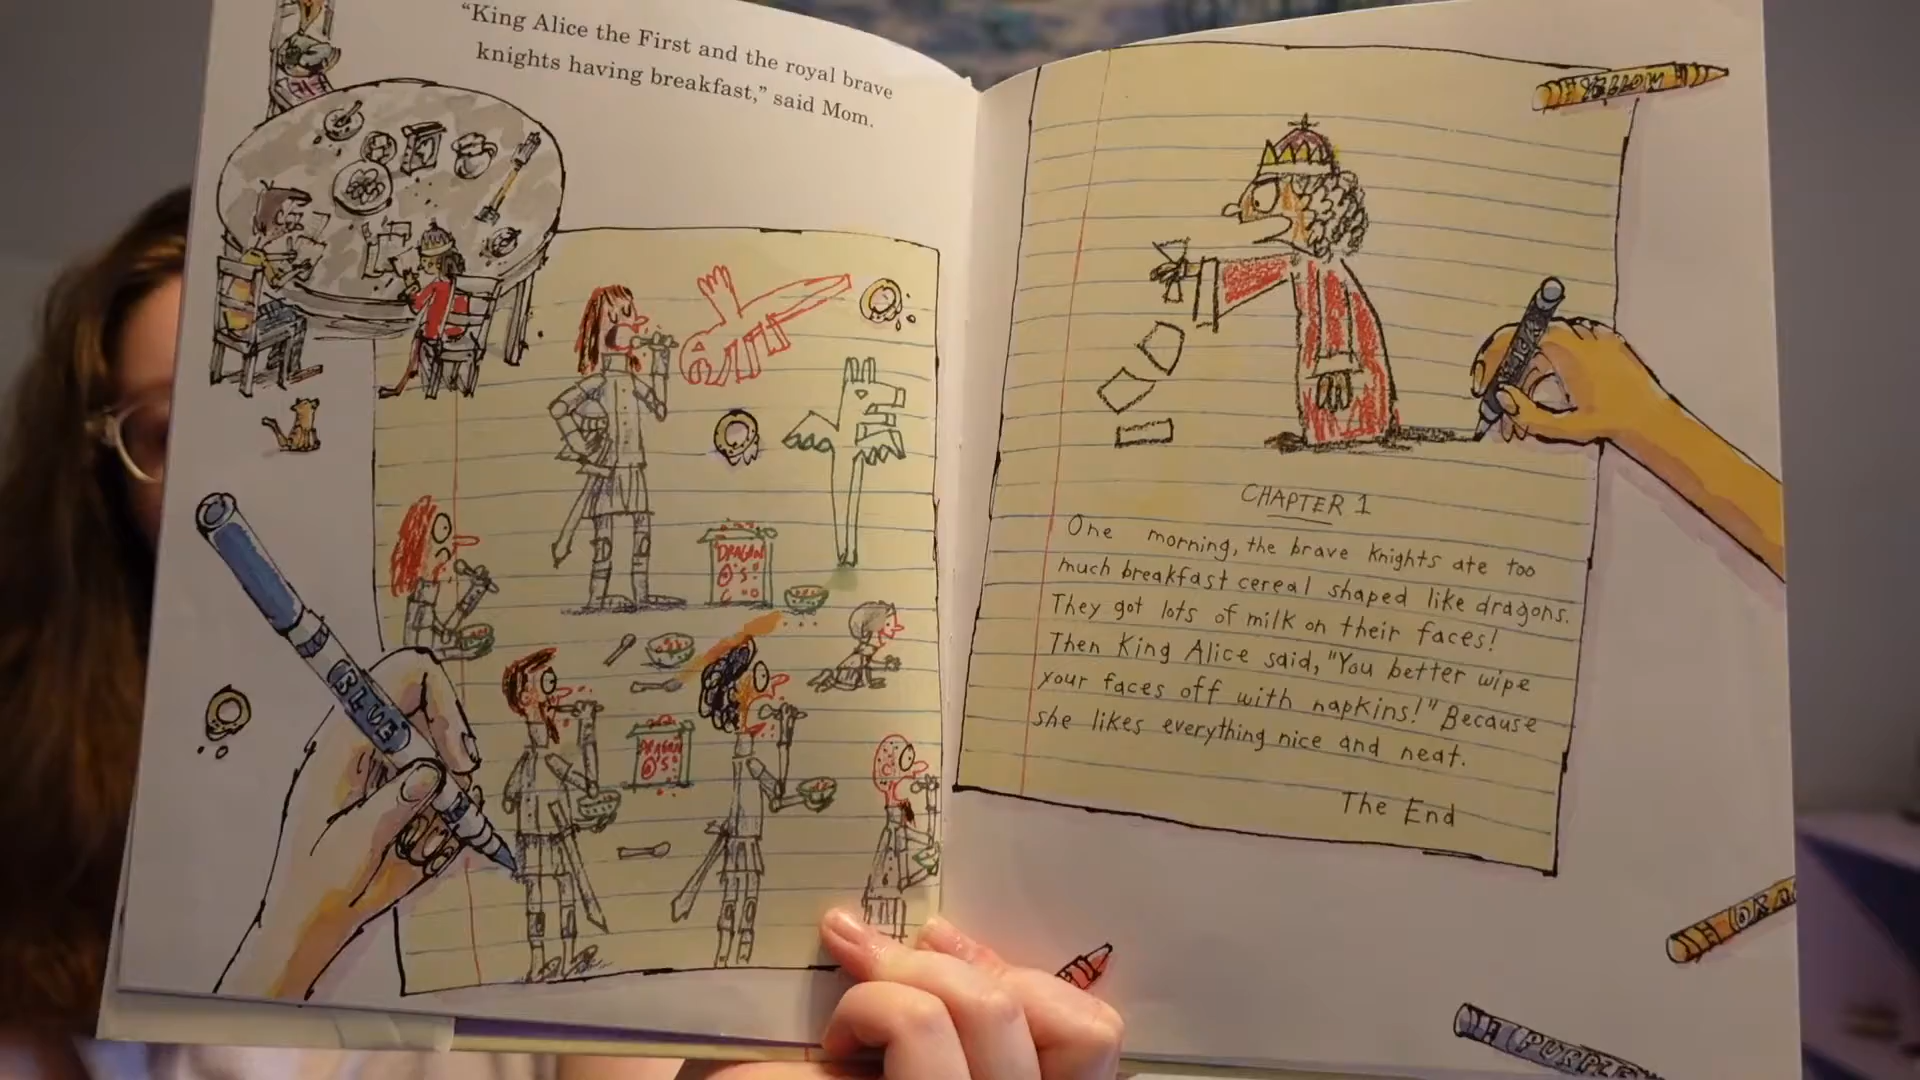 "King Alice the First and the royal brave
knights having breakfast," said Mom.
YELLOW
DRAGON
O'S
BLUE
DRAGON
O'S
CHAPTER 1
One morning, the brave knights ate too
much breakfast cereal shaped like dragons.
They got lots of milk on their faces!
Then King Alice said, "You better wipe
your faces off with napkins!" Because
she likes everything nice and neat.
The End
PURPLE